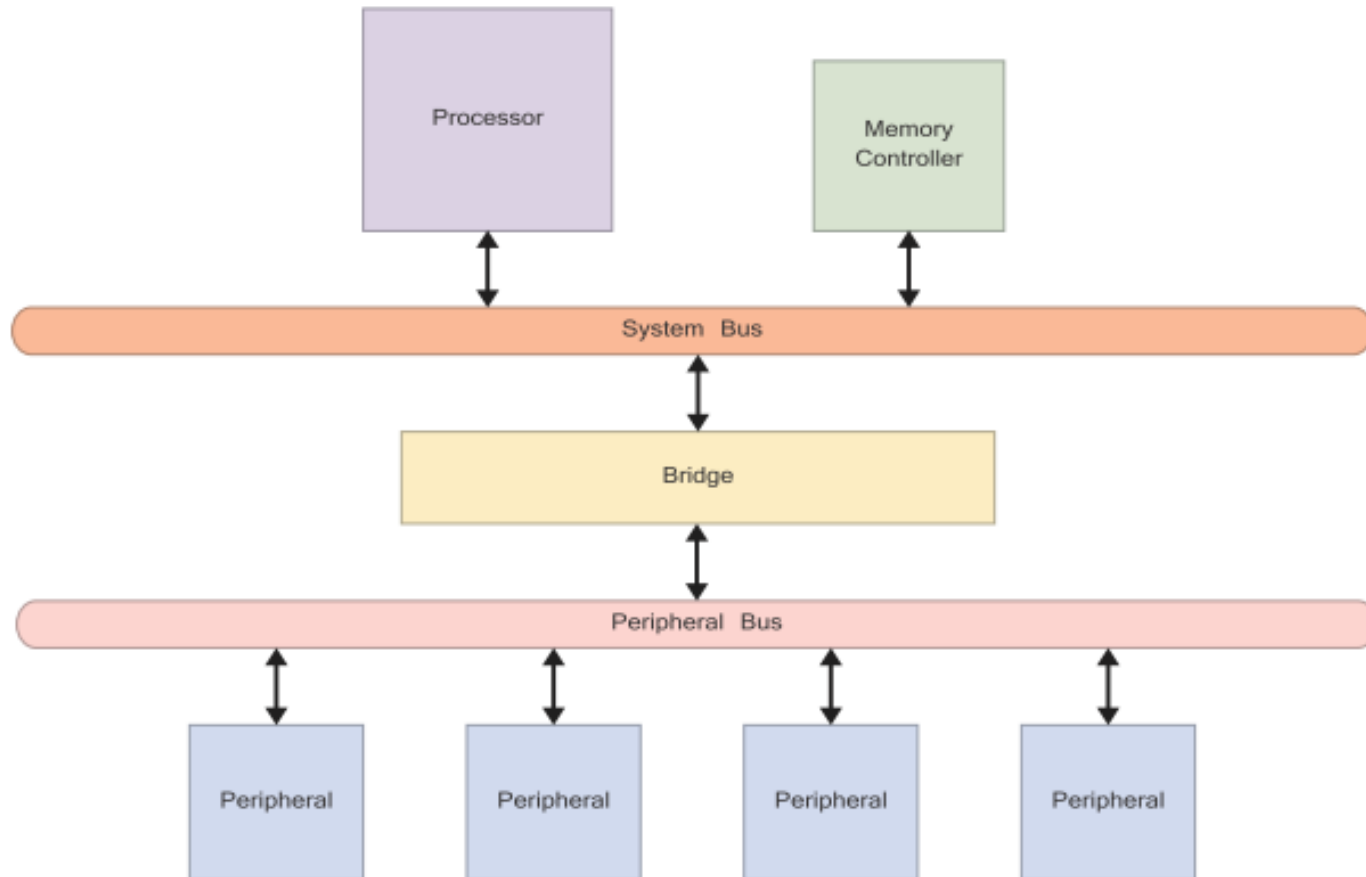 Processor
Memory
Controller
System Bus
Bridge
Peripheral Bus
Peripheral
Peripheral
Peripheral
Peripheral